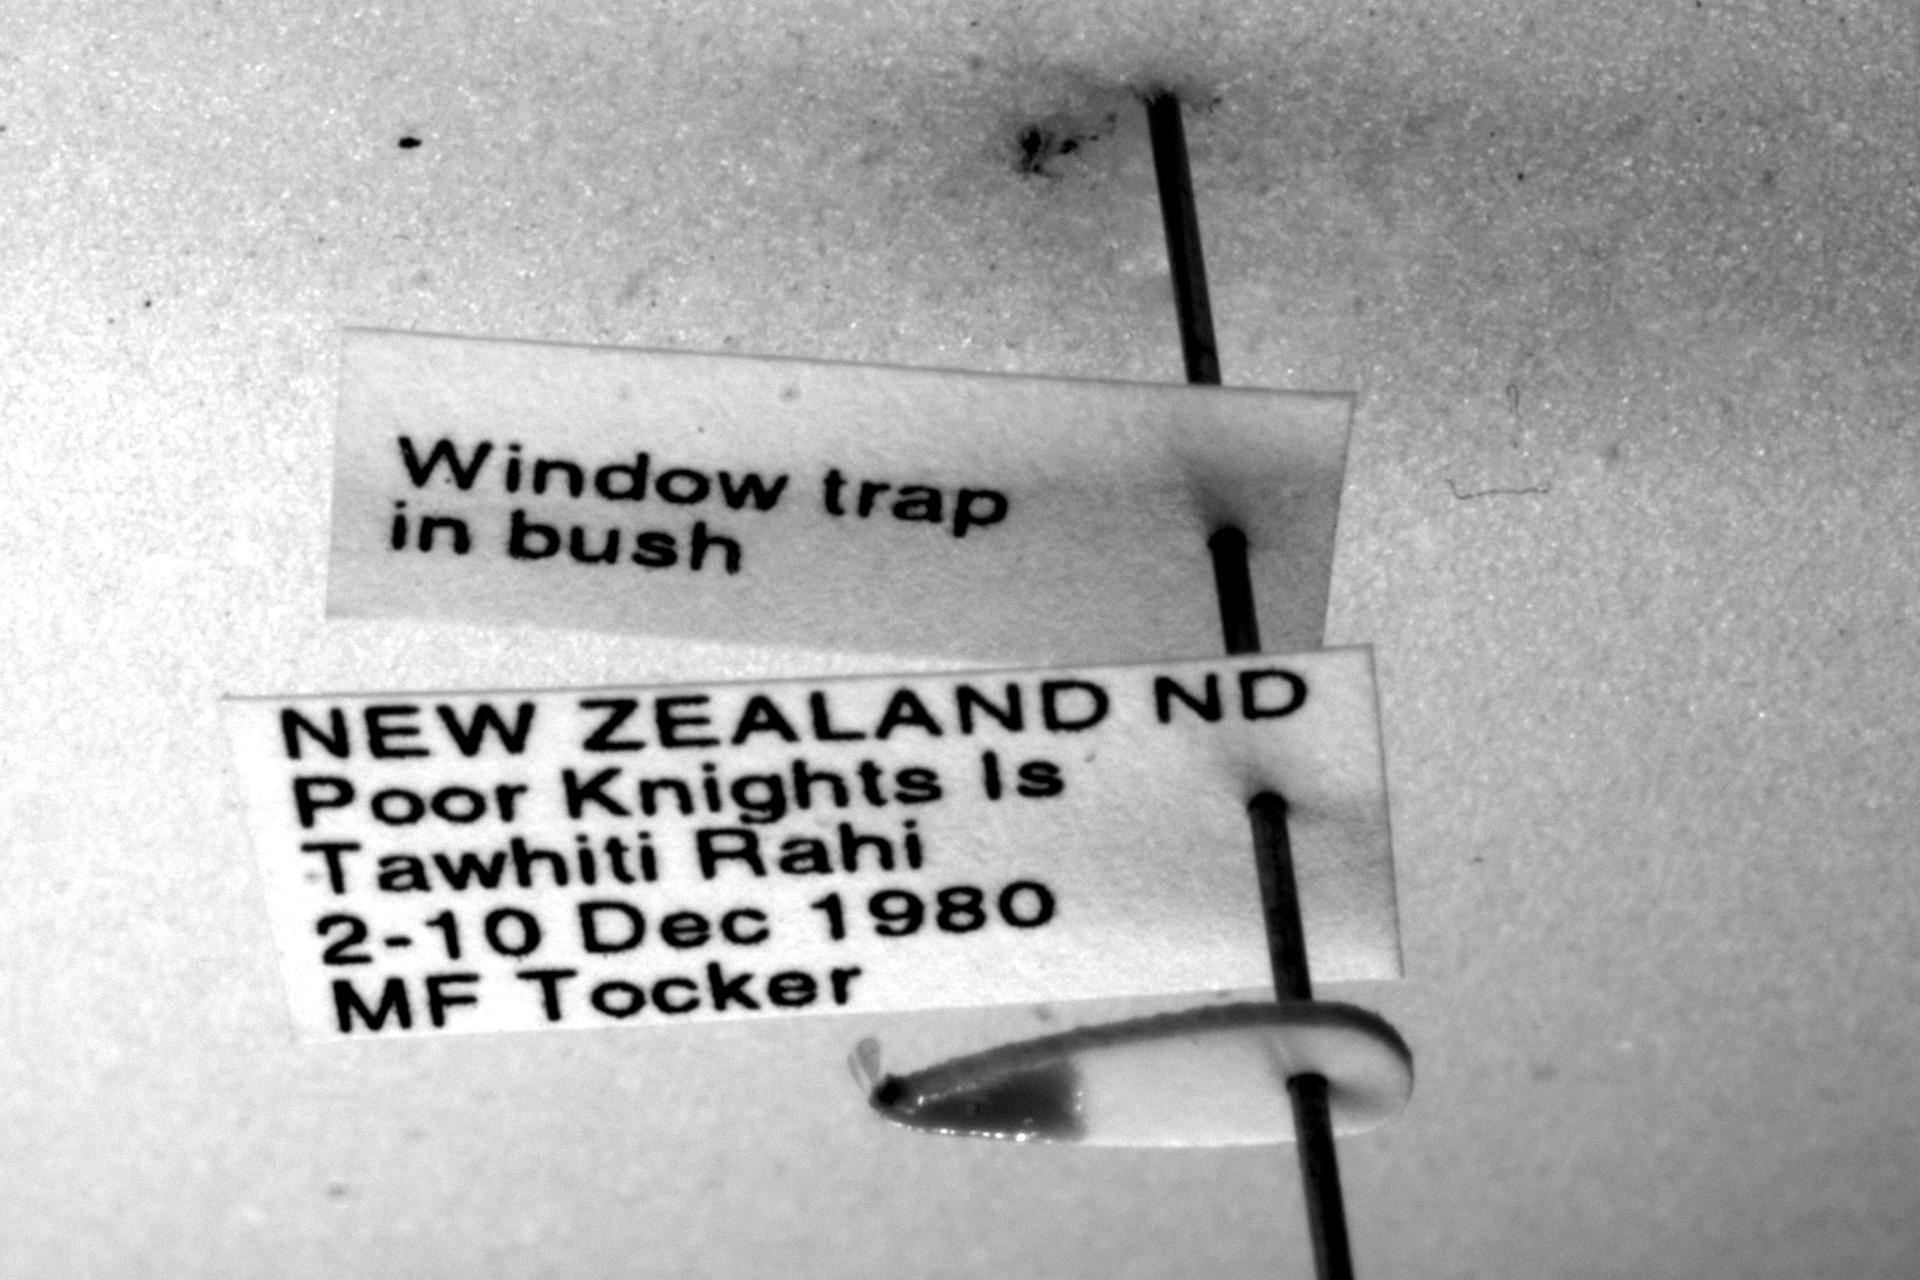 Window trap
in bush
NEW ZEALAND ND
Poor Knights Is
Tawhiti Rahi
2-10 Dec 1980
MF Tocker